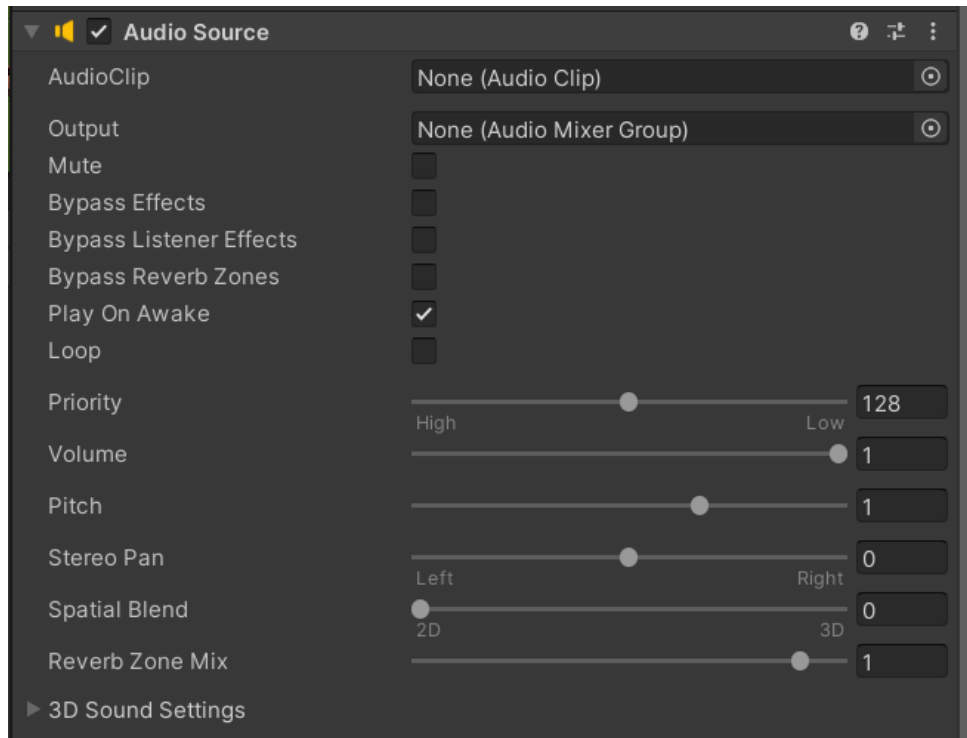 Audio Source
AudioClip None (Audio Clip)
Output None (Audio Mixer Group)
Mute
Bypass Effects
Bypass Listener Effects
Bypass Reverb Zones
Play On Awake
Loop
Priority 128
High Low
Volume 1
Pitch 1
Stereo Pan 0
Left Right
Spatial Blend 0
2D 3D
Reverb Zone Mix 1
3D Sound Settings